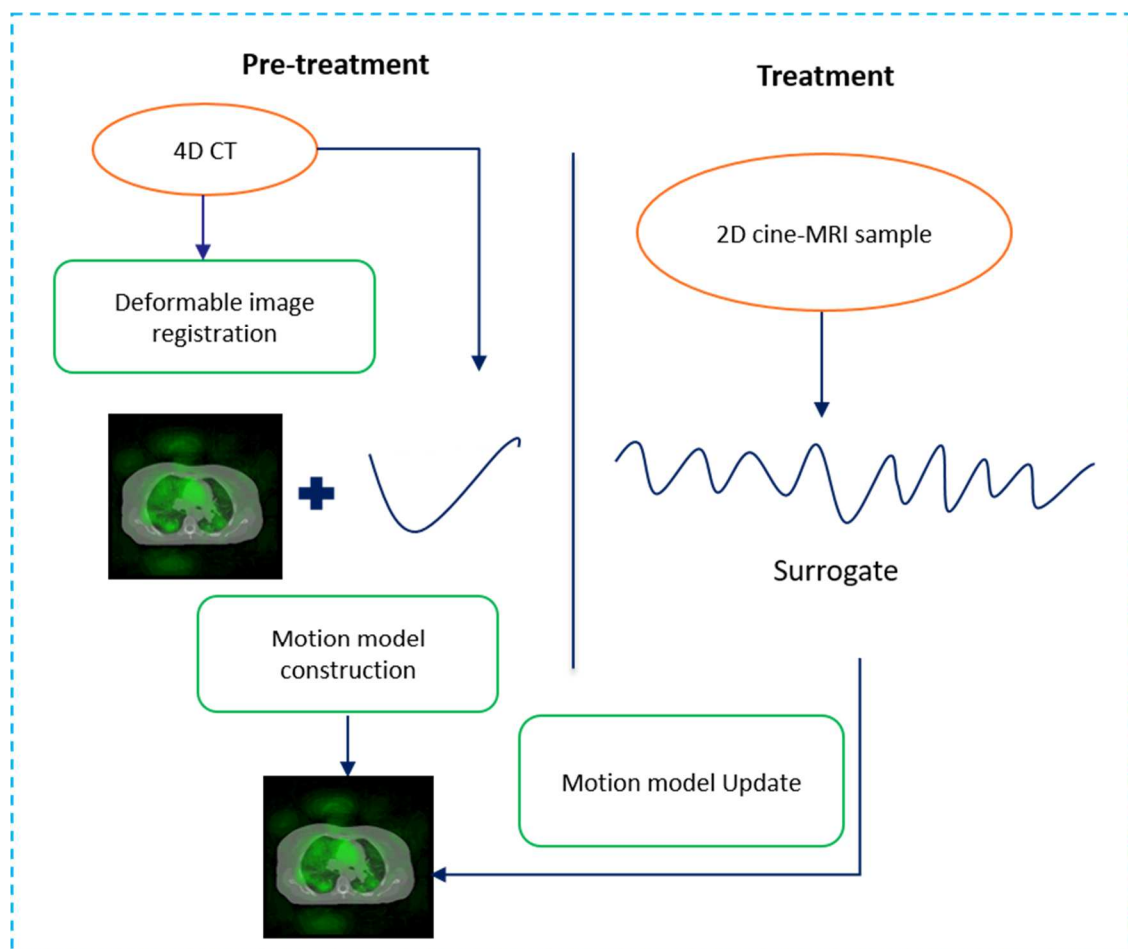 Pre-treatment
Treatment
4D CT
2D cine-MRI sample
Deformable image
registration
Surrogate
Motion model
construction
Motion model Update